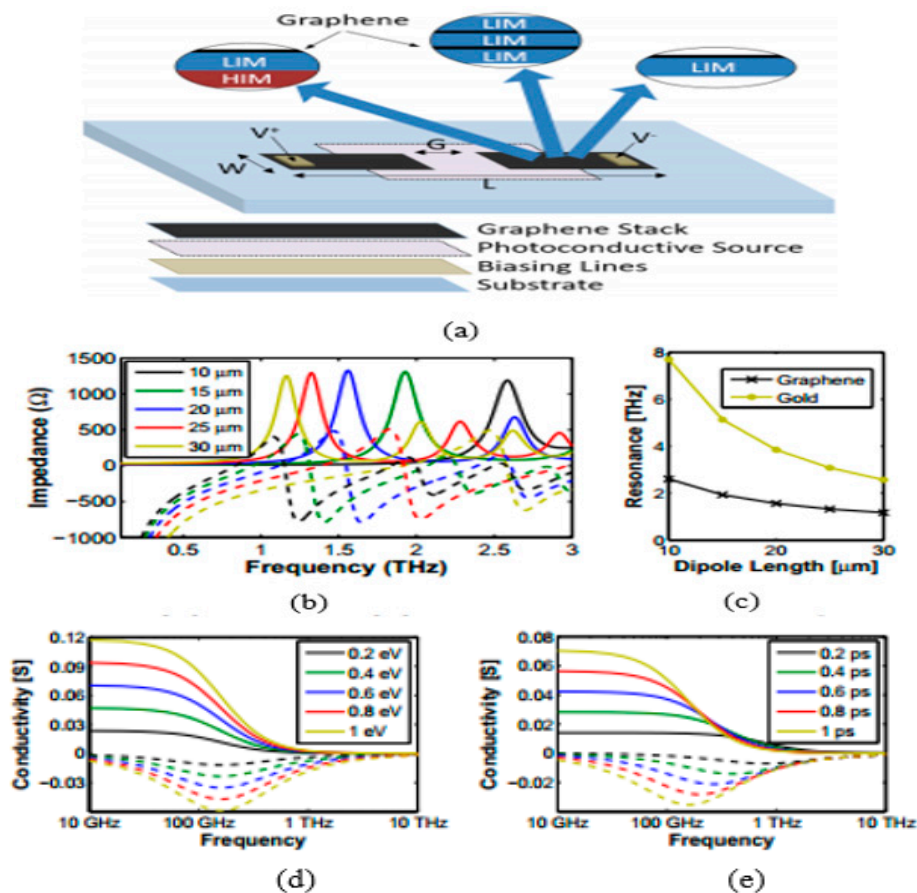 Graphene
LIM
HIM
LIM
LIM
LIM
LIM
V+
G
V-
W
L
Graphene Stack
Photoconductive Source
Biasing Lines
Substrate
(a)
1500
1000
500
0
−500
−1000
Impedance (Ω)
10 μm
15 μm
20 μm
25 μm
30 μm
0.5
1
1.5
2
2.5
3
Frequency (THz)
(b)
8
6
4
2
0
Resonance [THz]
Graphene
Gold
10
20
30
Dipole Length [μm]
(c)
0.12
0.09
0.06
0.03
0
−0.03
Conductivity [S]
0.2 eV
0.4 eV
0.6 eV
0.8 eV
1 eV
10 GHz
100 GHz
1 THz
10 THz
Frequency
(d)
0.08
0.06
0.04
0.02
0
−0.02
Conductivity [S]
0.2 ps
0.4 ps
0.6 ps
0.8 ps
1 ps
10 GHz
100 GHz
1 THz
10 THz
Frequency
(e)